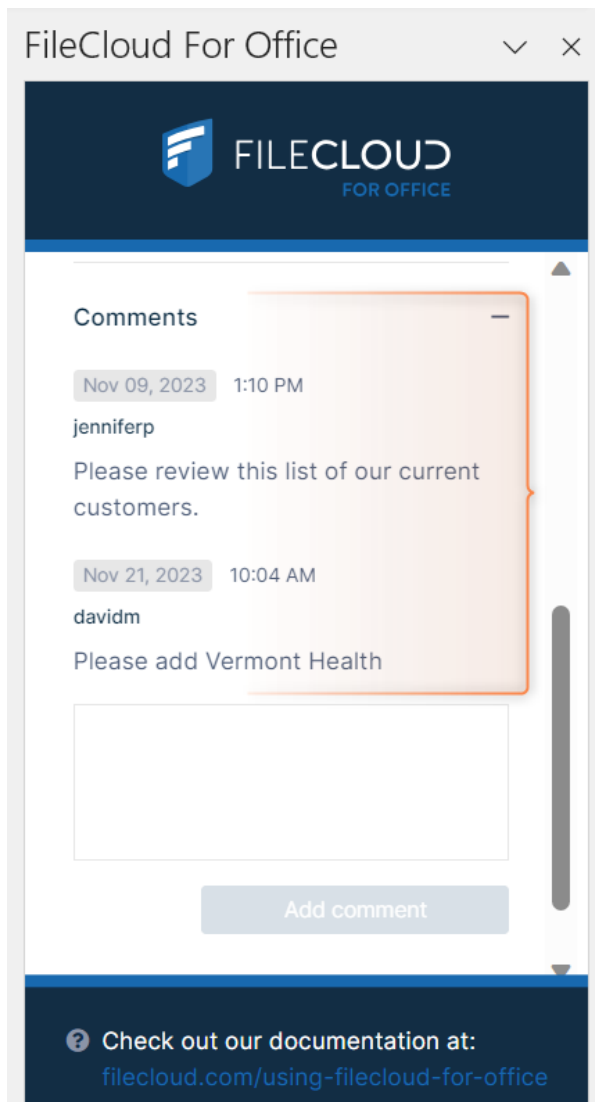 FileCloud For Office
FILECLOUD
FOR OFFICE
Comments
Nov 09, 2023 1:10 PM
jenniferp
Please review this list of our current
customers.
Nov 21, 2023 10:04 AM
davidm
Please add Vermont Health
Add comment
Check out our documentation at:
filecloud.com/using-filecloud-for-office